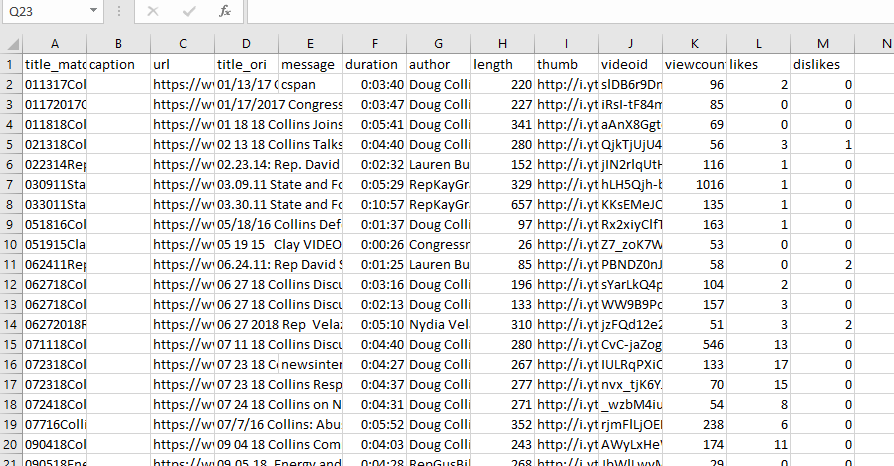 Q23 fx
A B C D E F G H I J K L M N
1 title_matc caption url title_ori message duration author length thumb videoid viewcount likes dislikes
2 011317Col https://w 01/13/17 cspan 0:03:40 Doug Colli 220 http://i.yt slDB6r9Dn 96 2 0
3 01172017C https://w 01/17/2017 Congress 0:03:47 Doug Colli 227 http://i.yt iRsI-tF84m 85 0 0
4 011818Col https://w 01 18 18 Collins Joins 0:05:41 Doug Colli 341 http://i.yt aAnX8Ggt 69 0 0
5 021318Col https://w 02 13 18 Collins Talks 0:04:40 Doug Colli 280 http://i.yt QjkTjUjU4 56 3 1
6 022314Rep https://w 02.23.14: Rep. David 0:02:32 Lauren Bu 152 http://i.yt jIN2rlqUtH 116 1 0
7 030911Sta https://w 03.09.11 State and Fo 0:05:29 RepKayGra 329 http://i.yt hLH5Qjh-b 1016 1 0
8 033011Sta https://w 03.30.11 State and Fo 0:10:57 RepKayGra 657 http://i.yt KKsEMeJC 135 1 0
9 051816Col https://w 05/18/16 Collins Def 0:01:37 Doug Colli 97 http://i.yt Rx2xiyClfT 163 1 0
10 051915Cla https://w 05 19 15 Clay VIDEO 0:00:26 Congressr 26 http://i.yt Z7_zoK7W 53 0 0
11 062411Rep https://w 06.24.11: Rep David S 0:01:25 Lauren Bu 85 http://i.yt PBNDZ0nJ 58 0 2
12 062718Col https://w 06 27 18 Collins Discu 0:03:16 Doug Colli 196 http://i.yt sYarLkQ4p 104 2 0
13 062718Col https://w 06 27 18 Collins Discu 0:02:13 Doug Colli 133 http://i.yt WW9B9Pc 157 3 0
14 06272018R https://w 06 27 2018 Rep Velaz 0:05:10 Nydia Vel 310 http://i.yt jzFQd12e2 51 3 2
15 071118Col https://w 07 11 18 Collins Discu 0:04:40 Doug Colli 280 http://i.yt CvC-jaZog 546 13 0
16 072318Col https://w 07 23 18 newsinter 0:04:27 Doug Colli 267 http://i.yt IULRqPXiC 133 17 0
17 072318Col https://w 07 23 18 Collins Resp 0:04:37 Doug Colli 277 http://i.yt nvx_tjK6Y 70 15 0
18 072418Col https://w 07 24 18 Collins on N 0:04:31 Doug Colli 271 http://i.yt _wzbM4iu 54 8 0
19 07716Colli https://w 07/7/16 Collins: Abu 0:05:52 Doug Colli 352 http://i.yt rjmFlLjOEI 238 6 0
20 090418Col https://w 09 04 18 Collins Com 0:04:03 Doug Colli 243 http://i.yt AWyLxHe 174 11 0
21 090518Ene https://w 09 05 18 Energy and 0:04:28 RepGusBil 268 http://i.yt 29 0 0